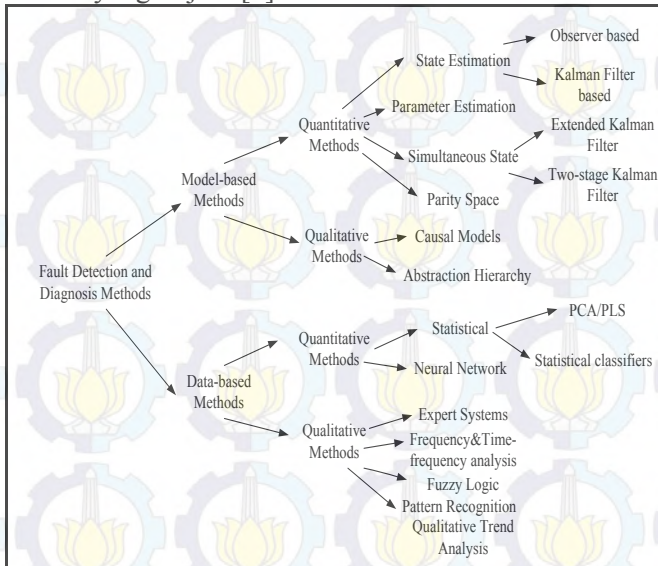 Observer based
State Estimation
Kalman Filter
based
Parameter Estimation
Quantitative
Methods
Extended Kalman
Filter
Simultaneous State
Two-stage Kalman
Filter
Model-based
Methods
Parity Space
Qualitative
Methods
Causal Models
Abstraction Hierarchy
Fault Detection and
Diagnosis Methods
PCA/PLS
Statistical
Quantitative
Methods
Statistical classifiers
Neural Network
Data-based
Methods
Expert Systems
Qualitative
Methods
Frequency&Time-
frequency analysis
Fuzzy Logic
Pattern Recognition
Qualitative Trend
Analysis